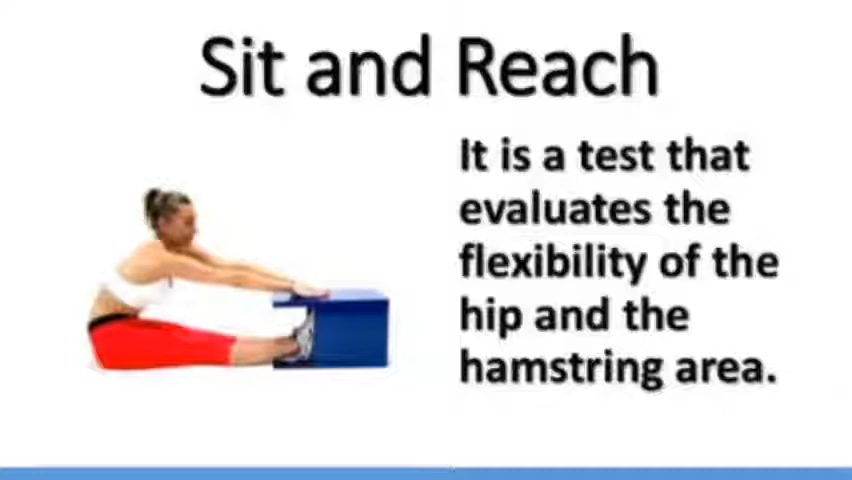 Sit and Reach
It is a test that
evaluates the
flexibility of the
hip and the
hamstring area.